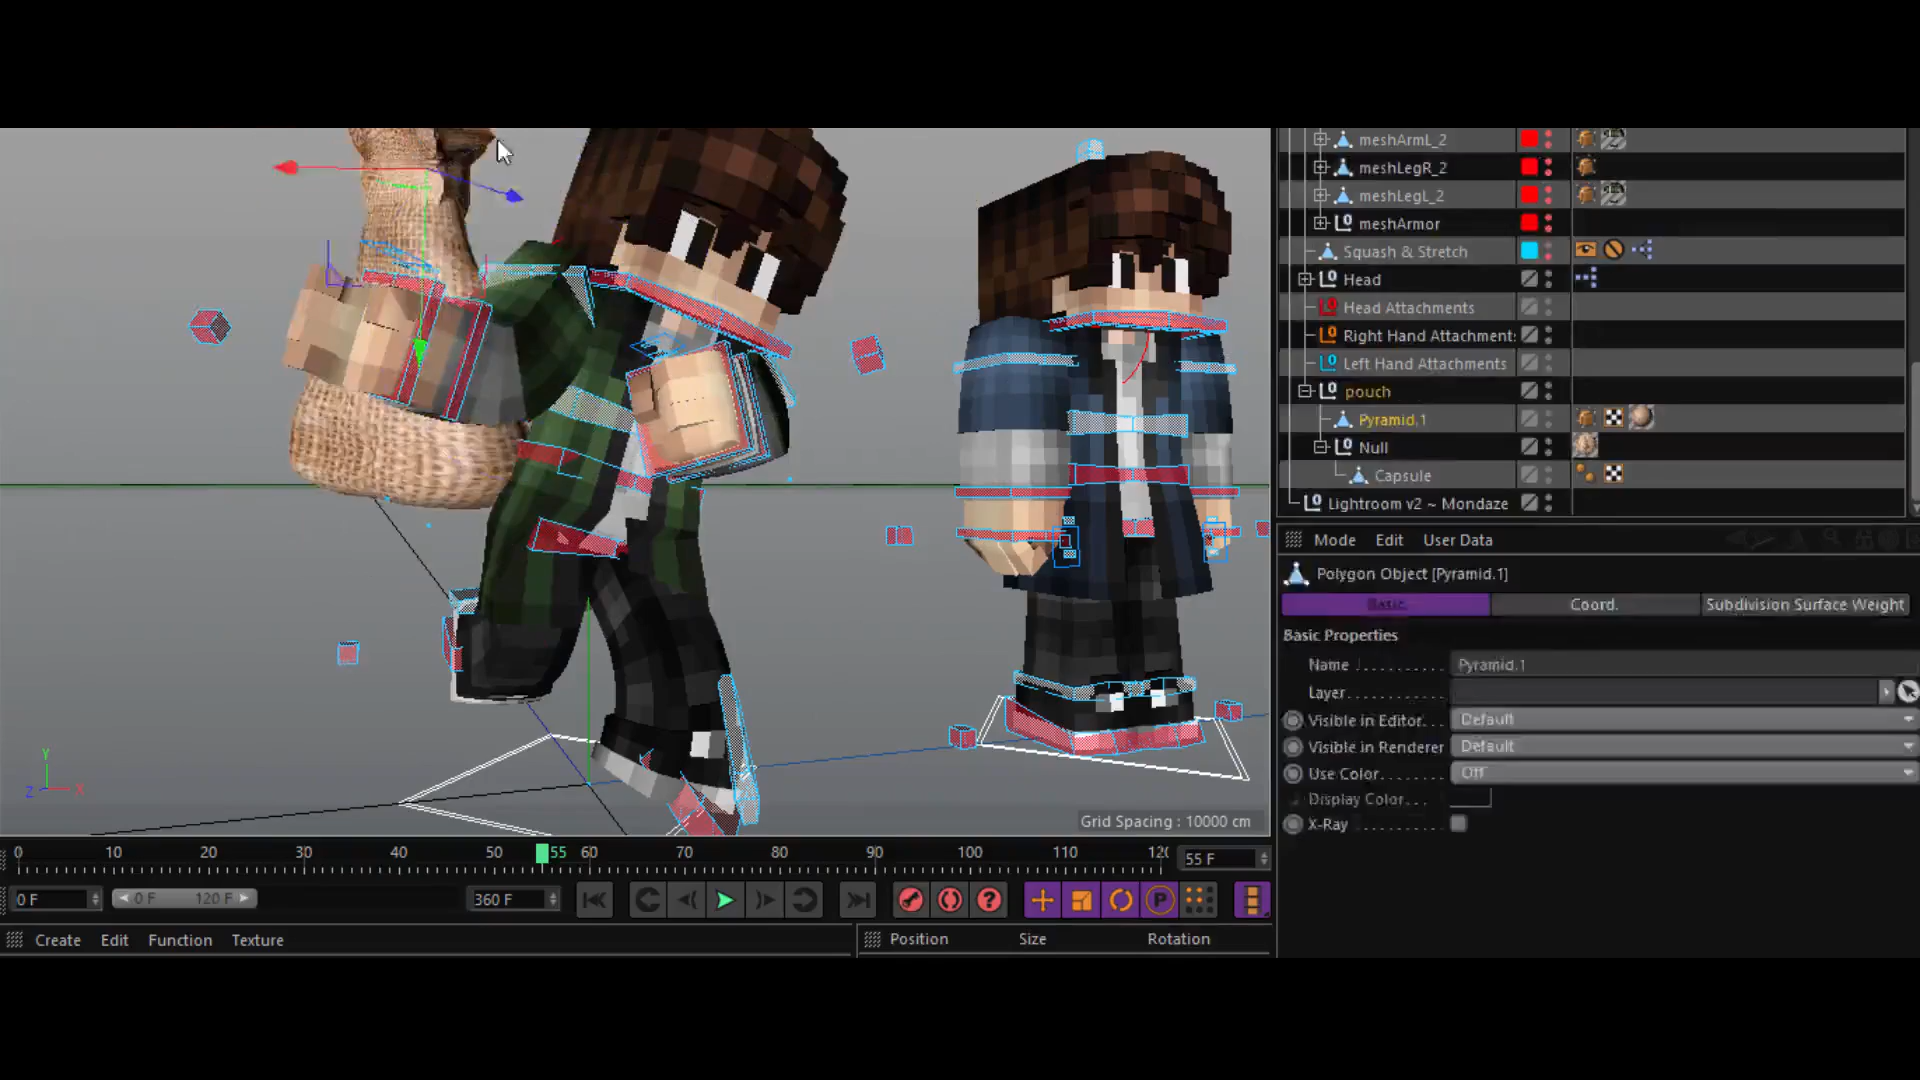 meshArmL_2
meshLegR_2
meshLegL_2
meshArmor
Squash & Stretch
Head
Head Attachments
Right Hand Attachment:
Left Hand Attachments
pouch
Pyramid.1
Null
Capsule
Lightroom v2 ~ Mondaze
Mode Edit User Data
Polygon Object [Pyramid.1]
Basic Coord. Subdivision Surface Weight
Basic Properties
Name Pyramid.1
Layer
Visible in Editor Default
Visible in Renderer Default
Use Color Off
Display Color
X-Ray
Y
Z X
Grid Spacing : 10000 cm
0 10 20 30 40 50 55 60 70 80 90 100 110 120 55 F
0 F 0 F 120 F 360 F
Create Edit Function Texture
Position Size Rotation